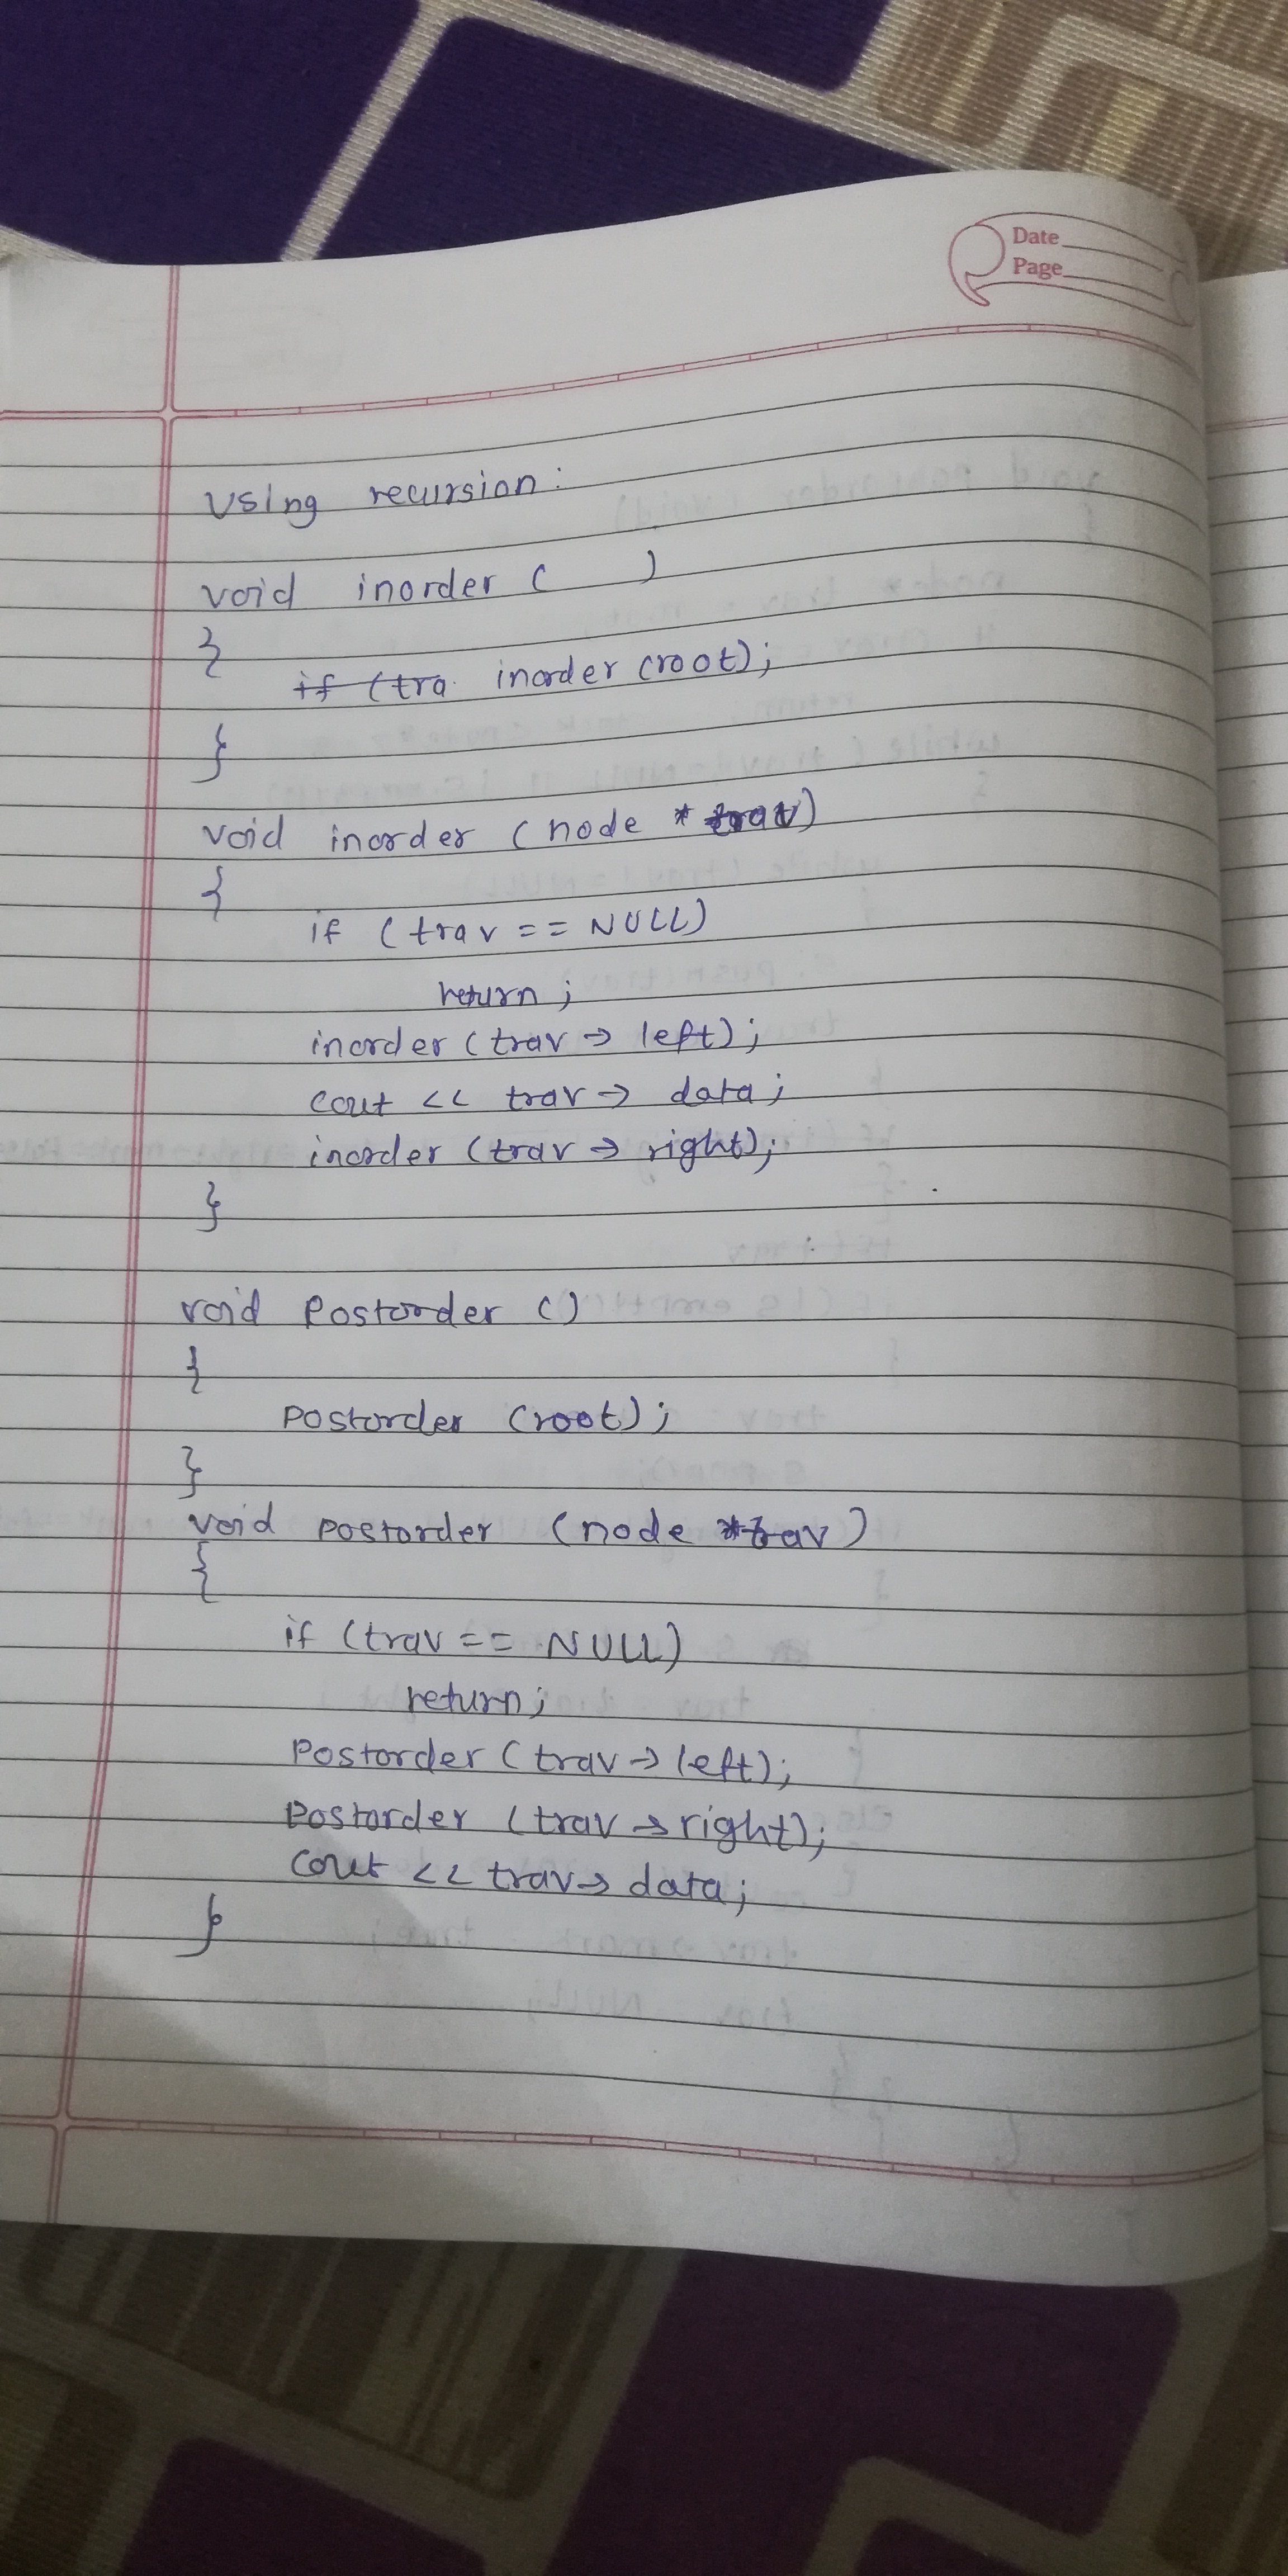 Date
Page
Using recursion:
void inorder ( )
}
if (tra. inorder (root);
}
void inorder (node * trav)
{
if (trav == NULL)
return;
inorder (trav → left);
cout << trav → data;
inorder (trav → right);
}
void Postorder ()
{
Postorder (root);
}
void postorder (node *trav)
{
if (trav == NULL)
return;
Postorder (trav → left);
Postorder (trav → right);
cout << trav → data;
}